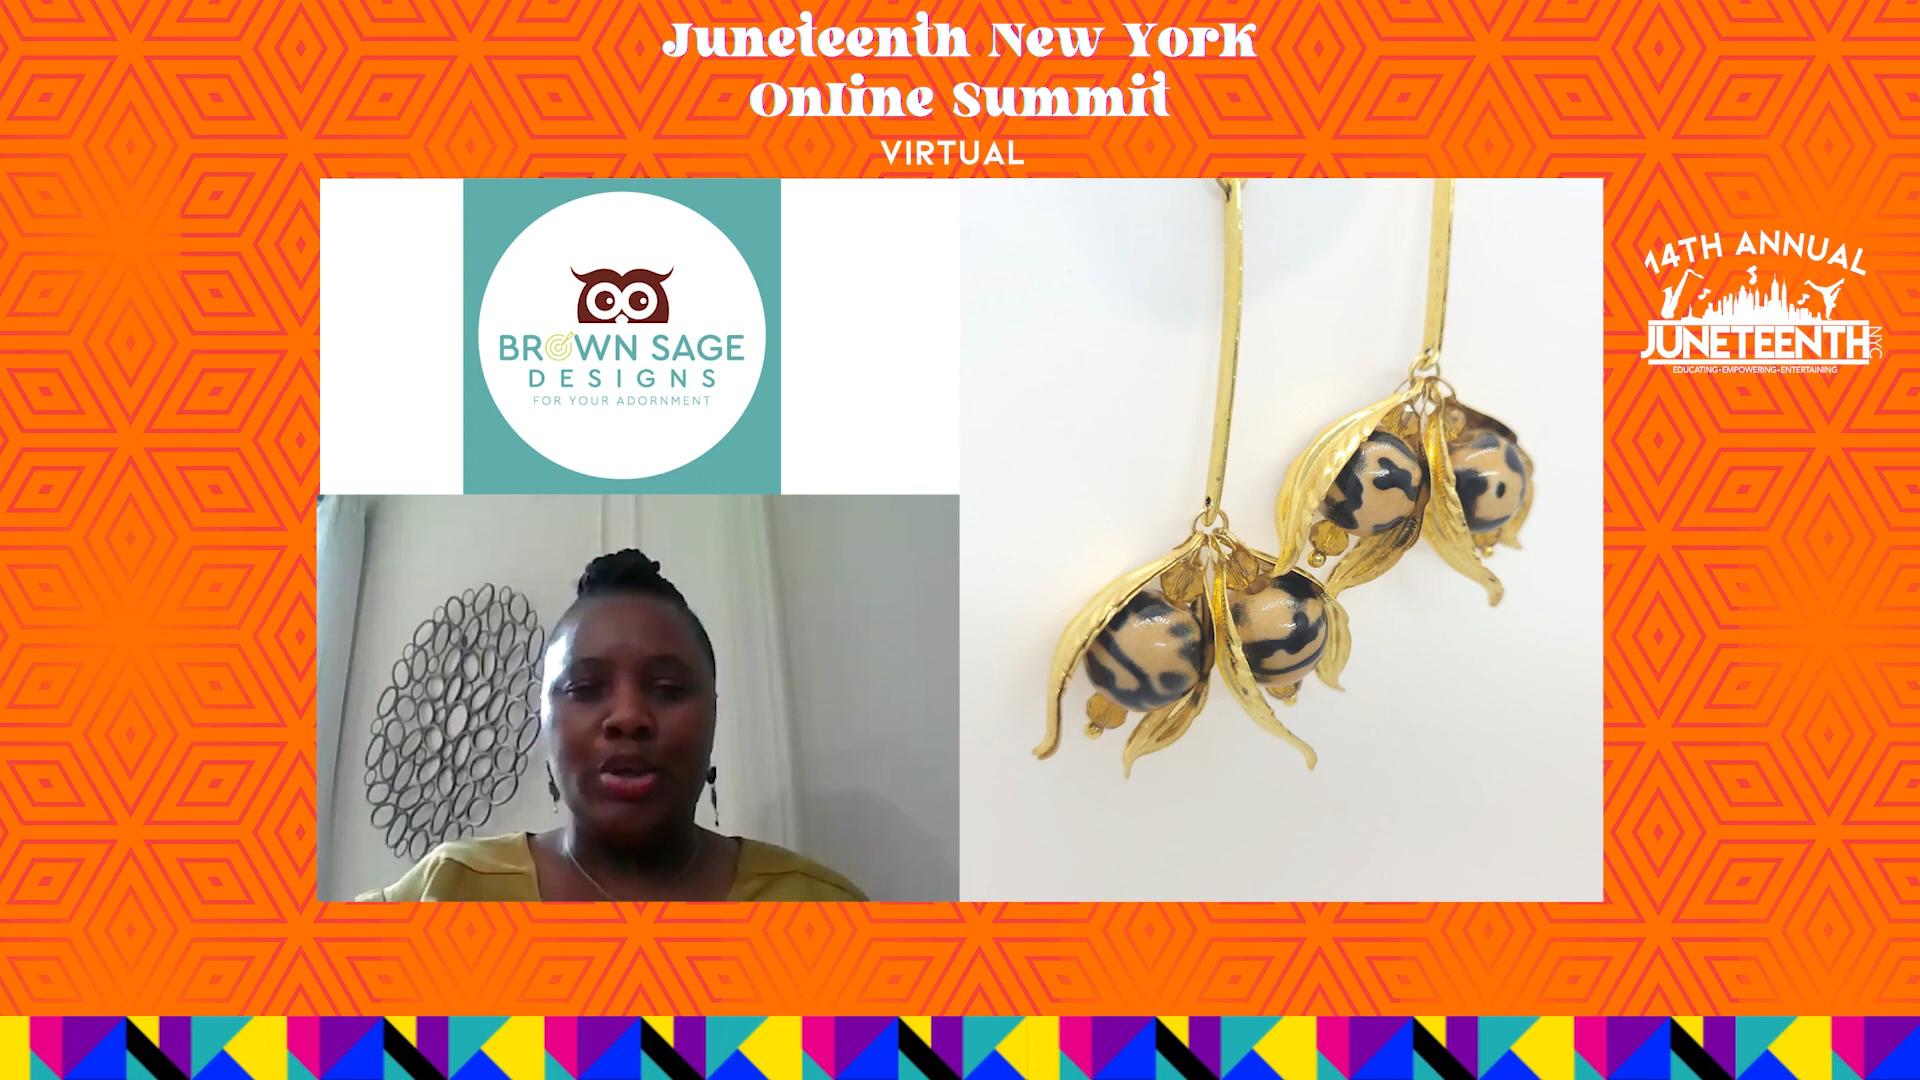 Juneteenth New York
Online Summit
VIRTUAL
BROWN SAGE
DESIGNS
FOR YOUR ADORNMENT
14TH ANNUAL
JUNETEENTH NYC
EDUCATING•EMPOWERING•ENTERTAINING